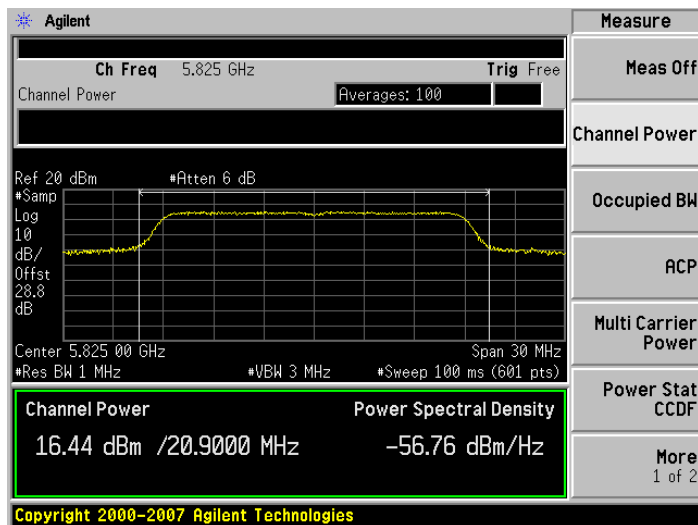 Agilent
Measure
Ch Freq 5.825 GHz Trig Free
Meas Off
Channel Power Averages: 100
Channel Power
Ref 20 dBm #Atten 6 dB
#Samp
Log
10
dB/
Offst
28.8
dB
Occupied BW
ACP
Multi Carrier
Power
Center 5.825 00 GHz Span 30 MHz
#Res BW 1 MHz #VBW 3 MHz #Sweep 100 ms (601 pts)
Power Stat
CCDF
Channel Power Power Spectral Density
16.44 dBm /20.9000 MHz -56.76 dBm/Hz
More
1 of 2
Copyright 2000-2007 Agilent Technologies